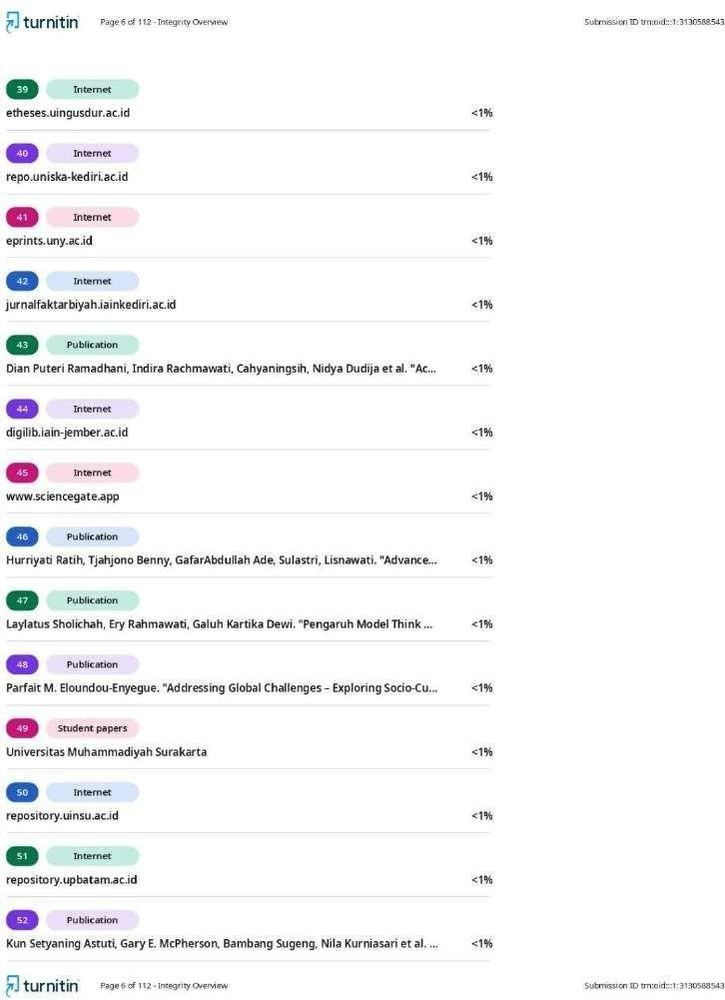 turnitin Page 6 of 112 - Integrity Overview Submission ID trn:oid:::1:3130588543
39 Internet
etheses.uingusdur.ac.id <1%
40 Internet
repo.uniska-kediri.ac.id <1%
41 Internet
eprints.uny.ac.id <1%
42 Internet
jurnalfaktarbiyah.iainkediri.ac.id <1%
43 Publication
Dian Puteri Ramadhani, Indira Rachmawati, Cahyaningsih, Nidya Dudija et al. "Ac... <1%
44 Internet
digilib.iain-jember.ac.id <1%
45 Internet
www.sciencegate.app <1%
46 Publication
Hurriyati Ratih, Tjahjono Benny, GafarAbdullah Ade, Sulastri, Lisnawati. "Advance... <1%
47 Publication
Laylatus Sholichah, Ery Rahmawati, Galuh Kartika Dewi. "Pengaruh Model Think ... <1%
48 Publication
Parfait M. Eloundou-Enyegue. "Addressing Global Challenges – Exploring Socio-Cu... <1%
49 Student papers
Universitas Muhammadiyah Surakarta <1%
50 Internet
repository.uinsu.ac.id <1%
51 Internet
repository.upbatam.ac.id <1%
52 Publication
Kun Setyaning Astuti, Gary E. McPherson, Bambang Sugeng, Nila Kurniasari et al. ... <1%
turnitin Page 6 of 112 - Integrity Overview Submission ID trn:oid:::1:3130588543